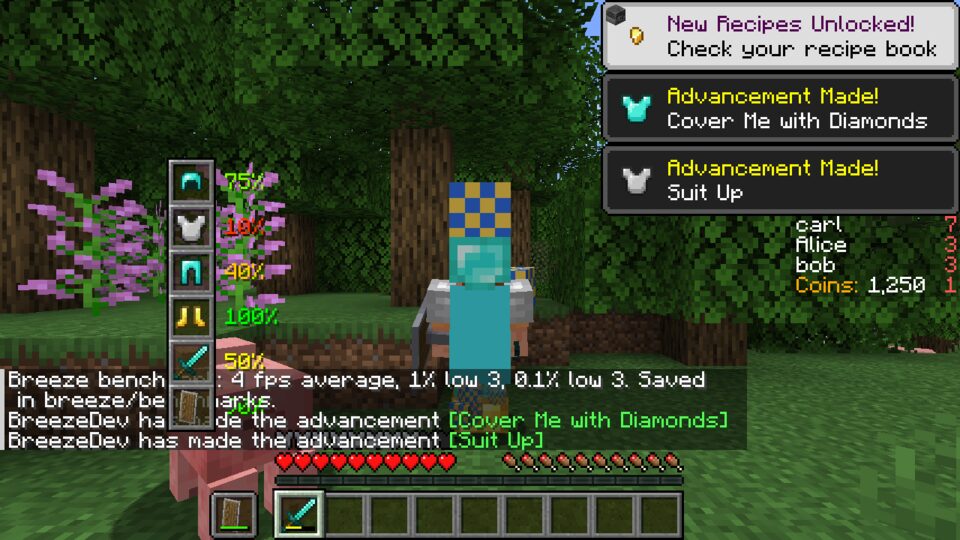 New Recipes Unlocked!
Check your recipe book
Advancement Made!
Cover Me with Diamonds
Advancement Made!
Suit Up
carl 7
Alice 3
bob 3
Coins: 1,250 1
75%
10%
40%
100%
50%
Breeze bench : 4 fps average, 1% low 3, 0.1% low 3. Saved
in breeze/be marks.
BreezeDev ha de the advancement [Cover Me with Diamonds]
BreezeDev has made the advancement [Suit Up]